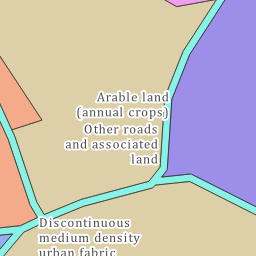 Arable land
(annual crops)
Other roads
and associated
land
Discontinuous
medium density
urban fabric